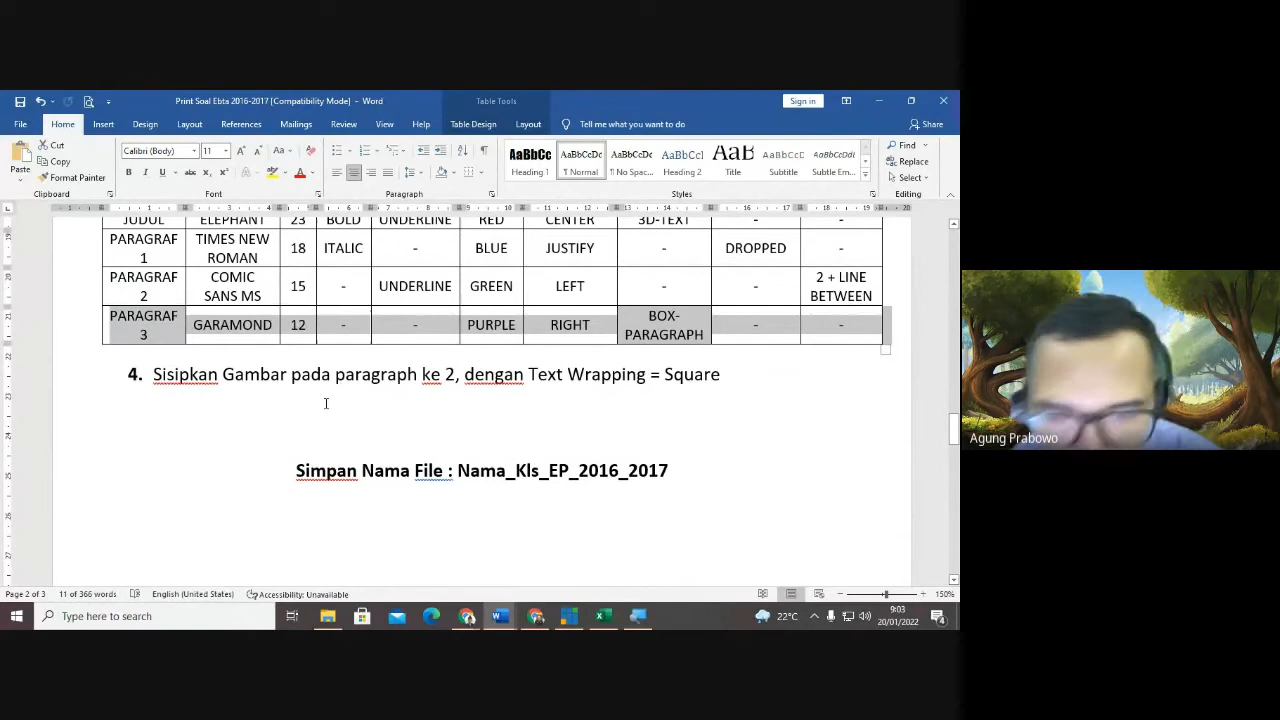 Print Soal Ebta 2016-2017 [Compatibility Mode] - Word
Table Tools
Sign in
File Home Insert Design Layout References Mailings Review View Help Table Design Layout Tell me what you want to do Share
Paste
Cut
Copy
Format Painter
Clipboard
Calibri (Body) 11
Font
Paragraph
AaBbCc AaBbCcDc AaBbCcDc AaBbCcI AaB AaBbCcD AaBbCcDd
Heading 1 ¶ Normal ¶ No Spac... Heading 2 Title Subtitle Subtle Em...
Styles
Find
Replace
Select
Editing
JUDUL ELEPHANT 23 BOLD UNDERLINE RED CENTER 3D-TEXT - -
PARAGRAF 1 TIMES NEW ROMAN 18 ITALIC - BLUE JUSTIFY - DROPPED -
PARAGRAF 2 COMIC SANS MS 15 - UNDERLINE GREEN LEFT - - 2 + LINE BETWEEN
PARAGRAF 3 GARAMOND 12 - - PURPLE RIGHT BOX-PARAGRAPH - -
4. Sisipkan Gambar pada paragraph ke 2, dengan Text Wrapping = Square
Simpan Nama File : Nama_Kls_EP_2016_2017
Agung Prabowo
Page 2 of 3 11 of 366 words English (United States) Accessibility: Unavailable 150%
Type here to search
22°C
9:03
20/01/2022
4